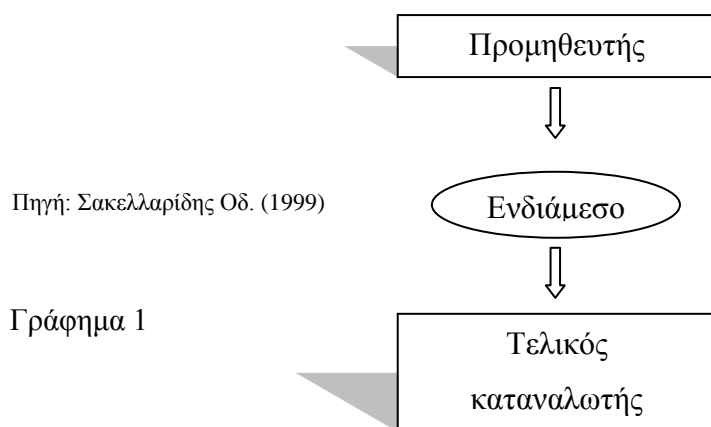 Προμηθευτής
Πηγή: Σακελλαρίδης Οδ. (1999)
Ενδιάμεσο
Γράφημα 1
Τελικός
καταναλωτής